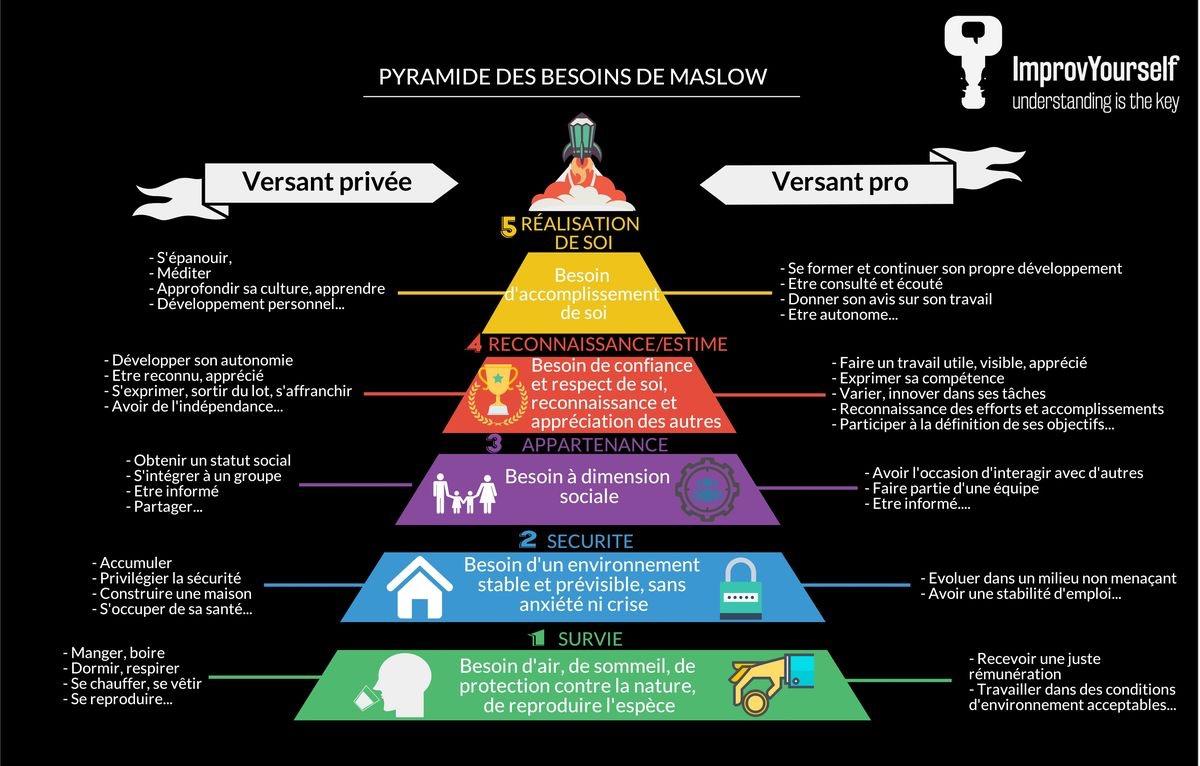 ImprovYourself
understanding is the key
PYRAMIDE DES BESOINS DE MASLOW
Versant privée
Versant pro
5 RÉALISATION
DE SOI
- S'épanouir,
- Méditer
- Approfondir sa culture, apprendre
- Développement personnel...
Besoin
d'accomplissement
de soi
- Se former et continuer son propre développement
- Etre consulté et écouté
- Donner son avis sur son travail
- Etre autonome...
4 RECONNAISSANCE/ESTIME
- Développer son autonomie
- Etre reconnu, apprécié
- S'exprimer, sortir du lot, s'affranchir
- Avoir de l'indépendance...
Besoin de confiance
et respect de soi,
reconnaissance et
appréciation des autres
- Faire un travail utile, visible, apprécié
- Exprimer sa compétence
- Varier, innover dans ses tâches
- Reconnaissance des efforts et accomplissements
- Participer à la définition de ses objectifs...
3 APPARTENANCE
- Obtenir un statut social
- S'intégrer à un groupe
- Etre informé
- Partager...
Besoin à dimension
sociale
- Avoir l'occasion d'interagir avec d'autres
- Faire partie d'une équipe
- Etre informé....
2 SECURITE
- Accumuler
- Privilégier la sécurité
- Construire une maison
- S'occuper de sa santé...
Besoin d'un environnement
stable et prévisible, sans
anxiété ni crise
- Evoluer dans un milieu non menaçant
- Avoir une stabilité d'emploi...
1 SURVIE
- Manger, boire
- Dormir, respirer
- Se chauffer, se vêtir
- Se reproduire...
Besoin d'air, de sommeil, de
protection contre la nature,
de reproduire l'espèce
- Recevoir une juste
rémunération
- Travailler dans des conditions
d'environnement acceptables...